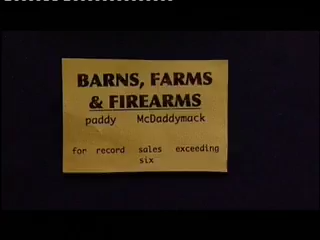 BARNS, FARMS
& FIREARMS
paddy McDaddymack
for record sales exceeding
six